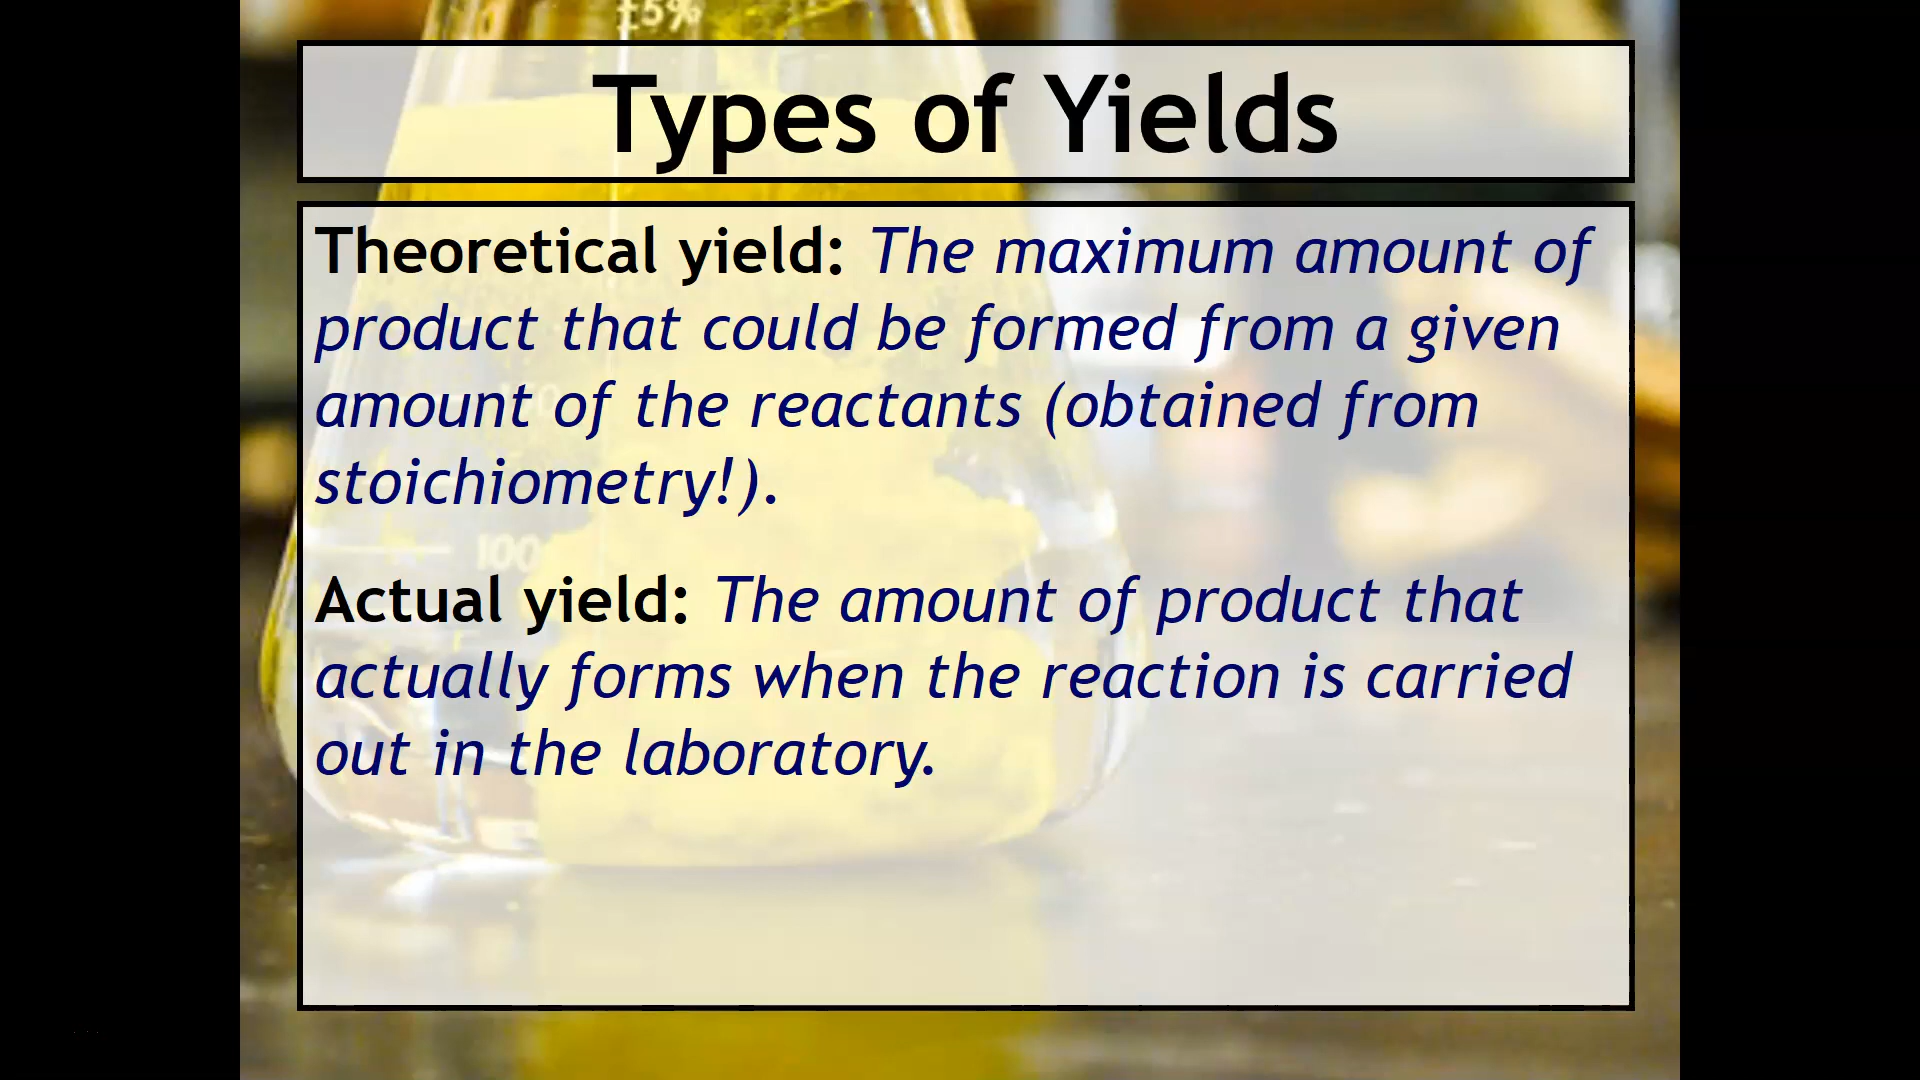 ±5%
Types of Yields
Theoretical yield: The maximum amount of
product that could be formed from a given
amount of the reactants (obtained from
stoichiometry!).
100
Actual yield: The amount of product that
actually forms when the reaction is carried
out in the laboratory.